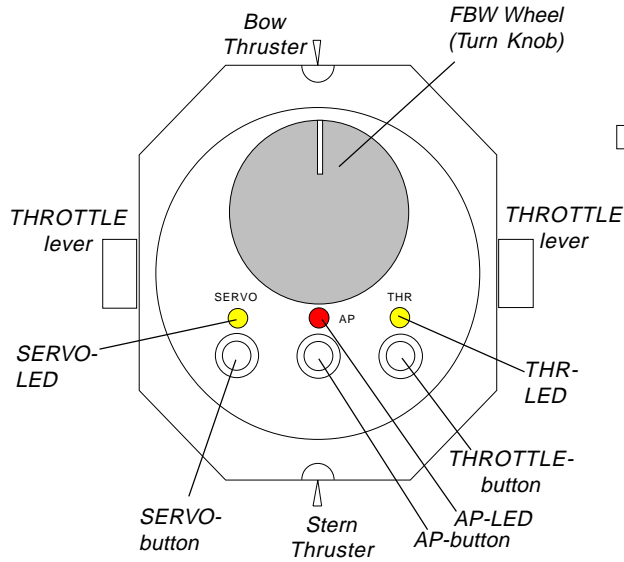 Bow
Thruster
FBW Wheel
(Turn Knob)
THROTTLE
lever
THROTTLE
lever
SERVO
THR
AP
SERVO-
LED
THR-
LED
THROTTLE-
button
SERVO-
button
Stern
Thruster
AP-LED
AP-button